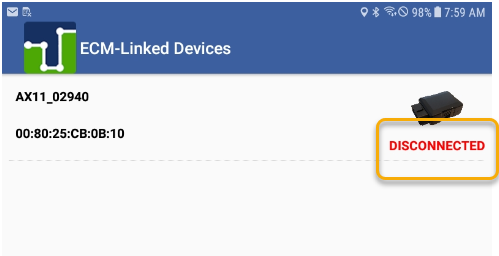 98% 7:59 AM
ECM-Linked Devices
AX11_02940
00:80:25:CB:0B:10
DISCONNECTED